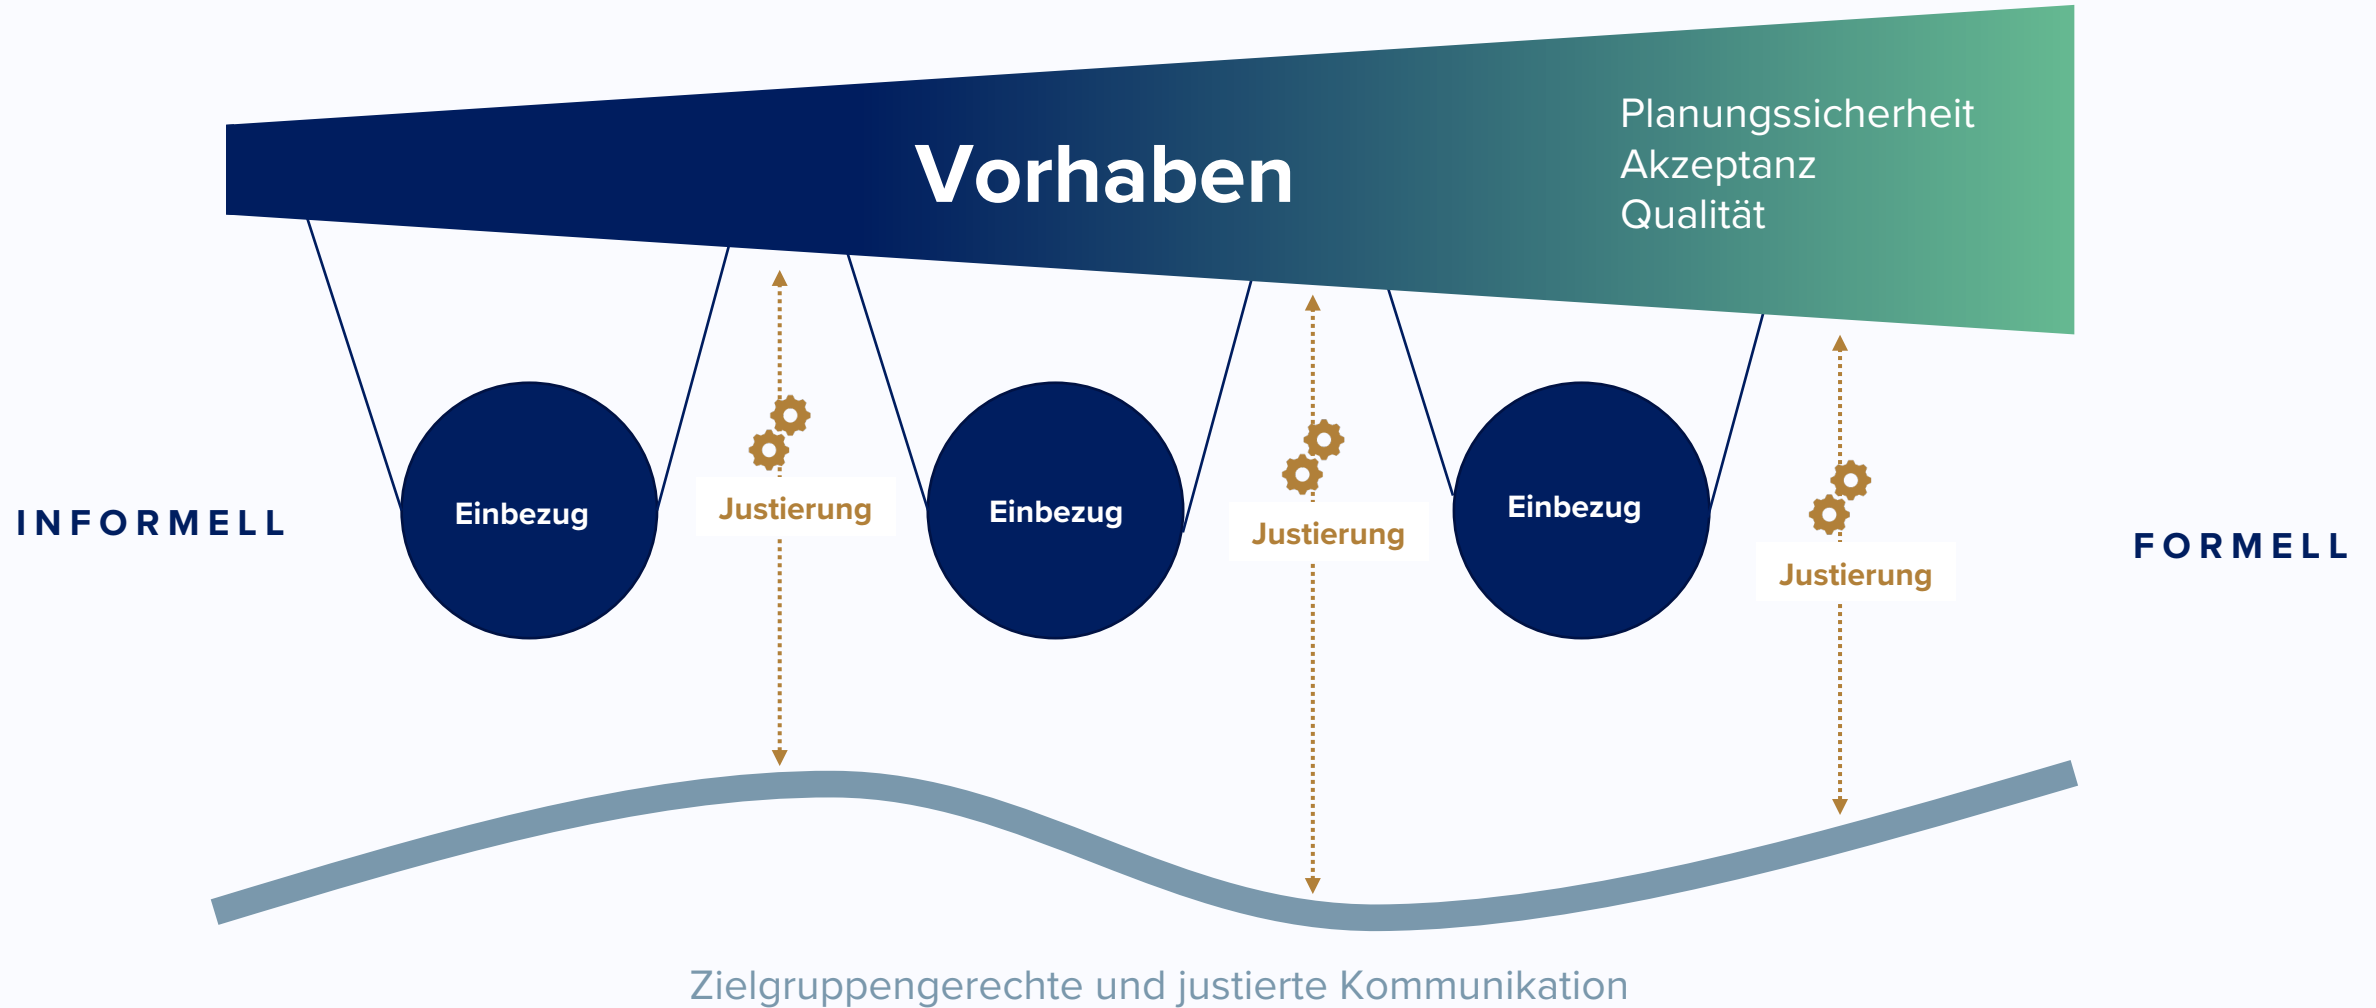 Vorhaben
Planungssicherheit
Akzeptanz
Qualität
INFORMELL
Einbezug
Justierung
Einbezug
Justierung
Einbezug
Justierung
FORMELL
Zielgruppengerechte und justierte Kommunikation